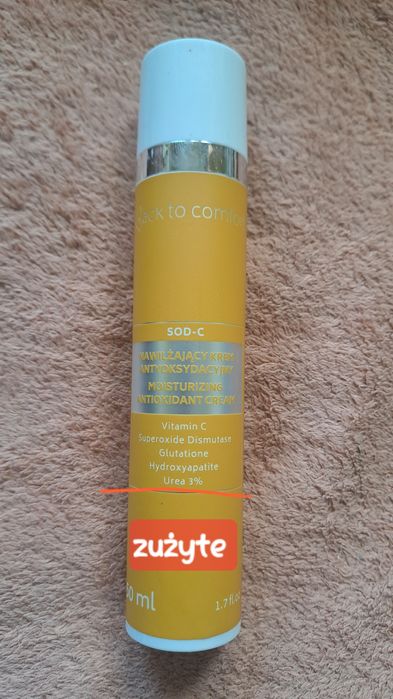 Back to comfort
SOD-C
NAWILŻAJĄCY KREM
ANTYOKSYDACYJNY
MOISTURIZING
ANTIOXIDANT CREAM
Vitamin C
Superoxide Dismutase
Glutatione
Hydroxyapatite
Urea 3%
zużyte
50 ml
1.7 fl.oz